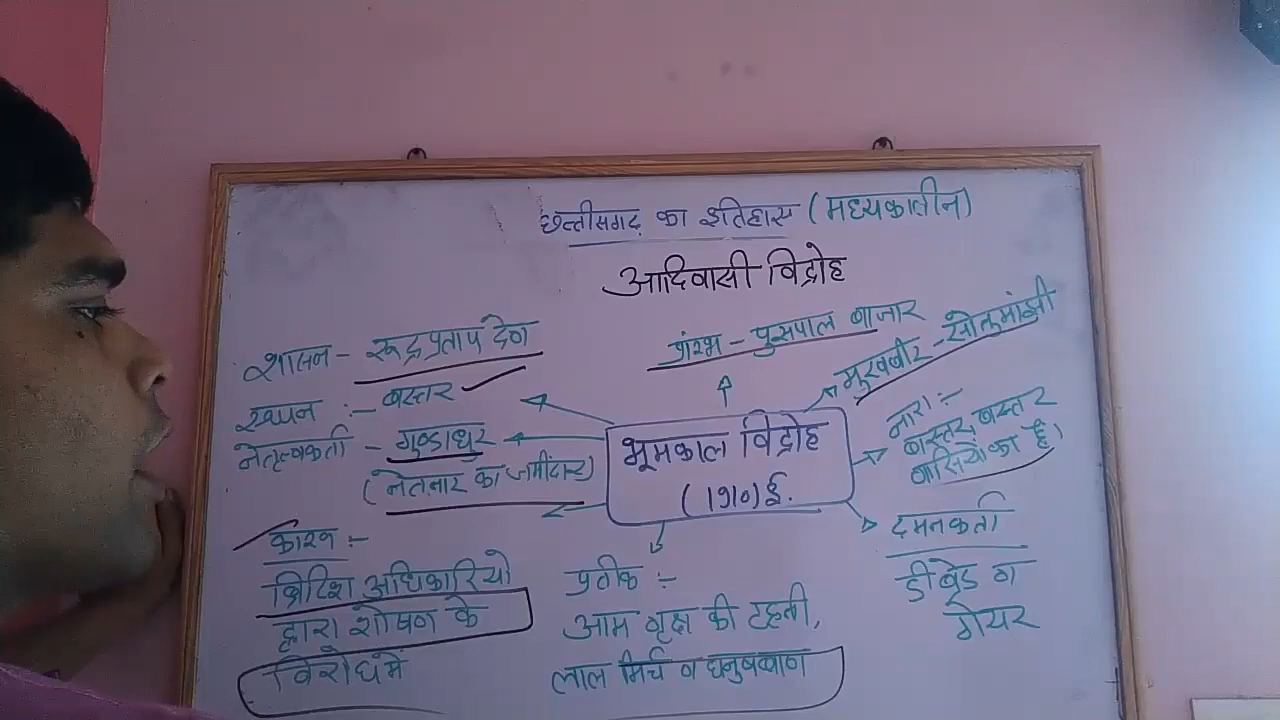 छत्तीसगढ़ का इतिहास (मध्यकालीन)
आदिवासी विद्रोह
शासन - रूद्रप्रताप देव
स्थान :- बस्तर
नेतृत्वकर्ता - गुण्डाधुर
(नेतनार का जमींदार)
कारण :-
ब्रिटिश अधिकारियो
द्वारा शोषण के
विरोध में
प्रारंभ - पुसपाल बाजार
मुखबीर - सोनुमांझी
नारा :-
बस्तर, बस्तर
वासियों का है।
भूमकाल विद्रोह
(1910) ई.
दमनकर्ता
डीब्रेड व
गेयर
प्रतीक :-
आम वृक्ष की टहनी,
लाल मिर्च व धनुषबाण